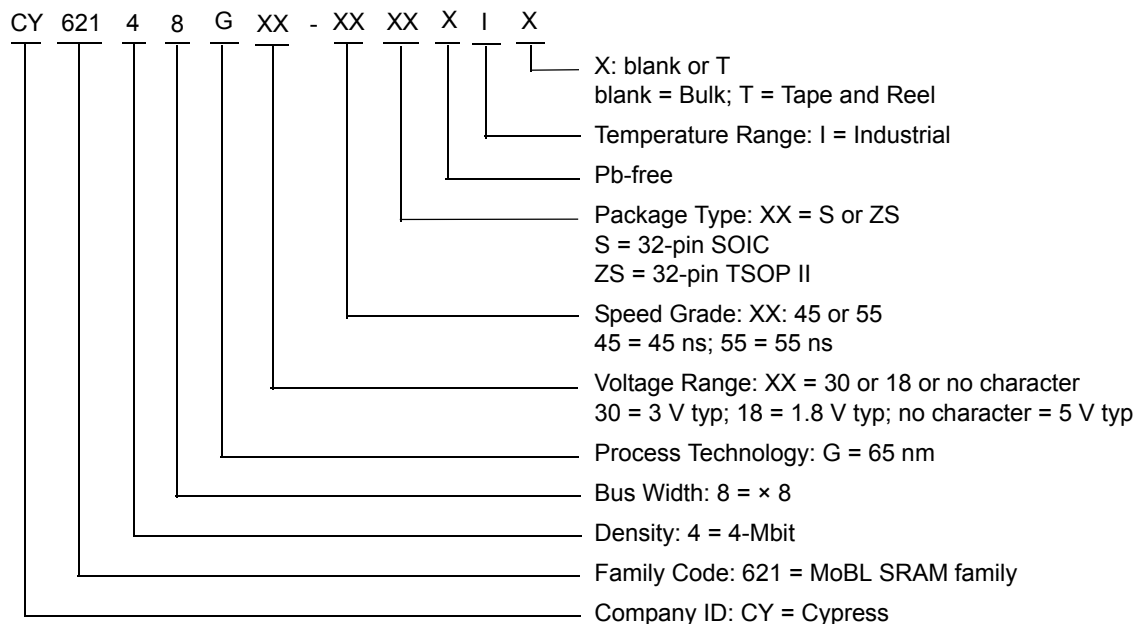 CY 621 4 8 G XX - XX XX X I X
X: blank or T
blank = Bulk; T = Tape and Reel
Temperature Range: I = Industrial
Pb-free
Package Type: XX = S or ZS
S = 32-pin SOIC
ZS = 32-pin TSOP II
Speed Grade: XX: 45 or 55
45 = 45 ns; 55 = 55 ns
Voltage Range: XX = 30 or 18 or no character
30 = 3 V typ; 18 = 1.8 V typ; no character = 5 V typ
Process Technology: G = 65 nm
Bus Width: 8 = × 8
Density: 4 = 4-Mbit
Family Code: 621 = MoBL SRAM family
Company ID: CY = Cypress